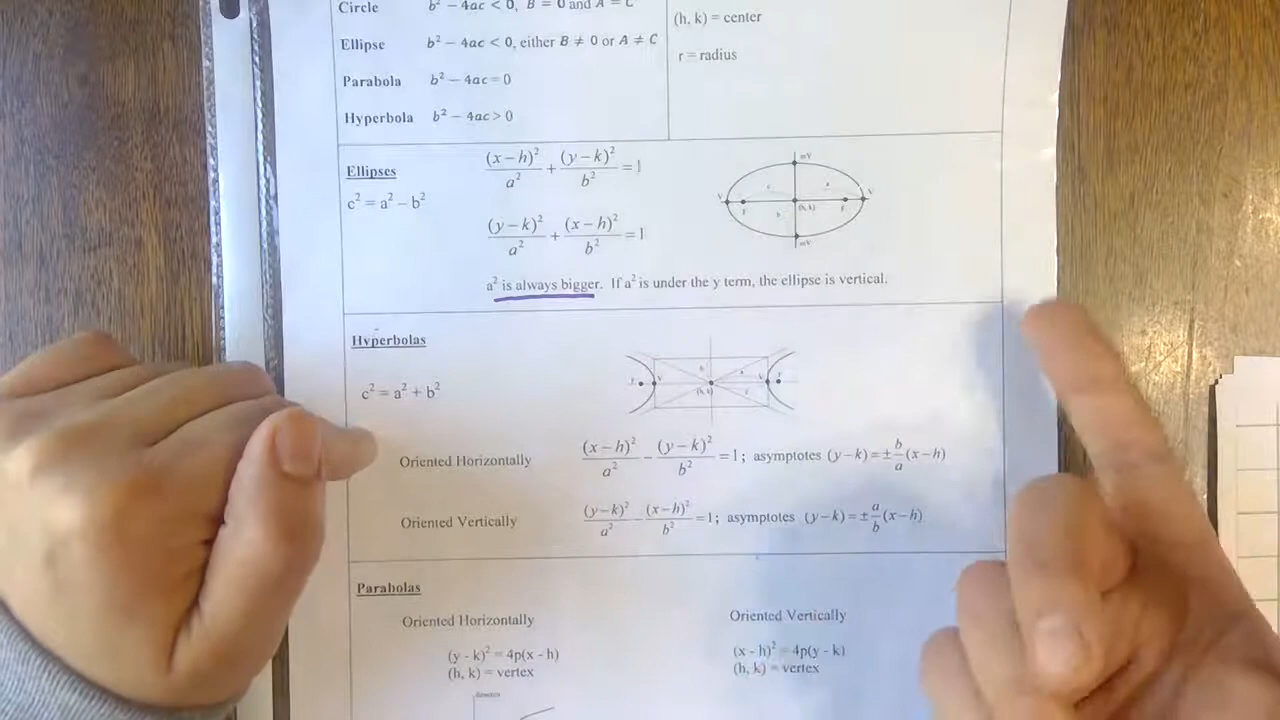 Circle b² − 4ac < 0, B = 0 and A = C
(h, k) = center
Ellipse b² − 4ac < 0, either B ≠ 0 or A ≠ C
r = radius
Parabola b² − 4ac = 0
Hyperbola b² − 4ac > 0
Ellipses
(x − h)²/a² + (y − k)²/b² = 1
c² = a² − b²
(y − k)²/a² + (x − h)²/b² = 1
mV
V V
F (h, k) F
b
mV
a² is always bigger. If a² is under the y term, the ellipse is vertical.
Hyperbolas
c² = a² + b²
F V V F
(h, k)
Oriented Horizontally (x − h)²/a² − (y − k)²/b² = 1; asymptotes (y − k) = ± b/a (x − h)
Oriented Vertically (y − k)²/a² − (x − h)²/b² = 1; asymptotes (y − k) = ± a/b (x − h)
Parabolas
Oriented Horizontally
Oriented Vertically
(y - k)² = 4p(x - h)
(h, k) = vertex
(x - h)² = 4p(y - k)
(h, k) = vertex